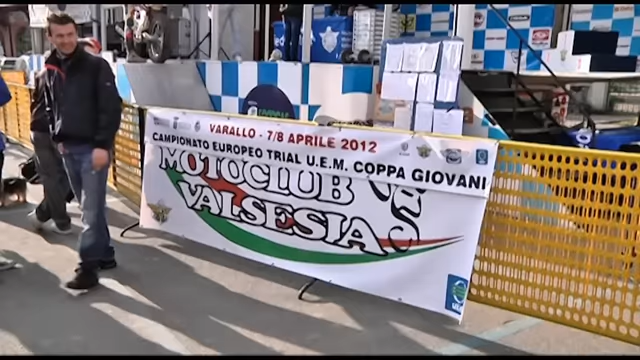 VARALLO - 7/8 APRILE 2012
CAMPIONATO EUROPEO TRIAL U.E.M. COPPA GIOVANI
MOTOCLUB
VALSESIA